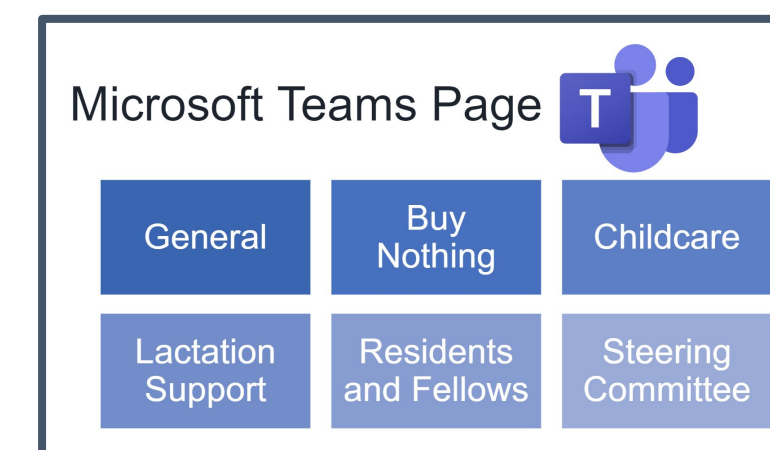 Microsoft Teams Page
T
General
Buy
Nothing
Childcare
Lactation
Support
Residents
and Fellows
Steering
Committee